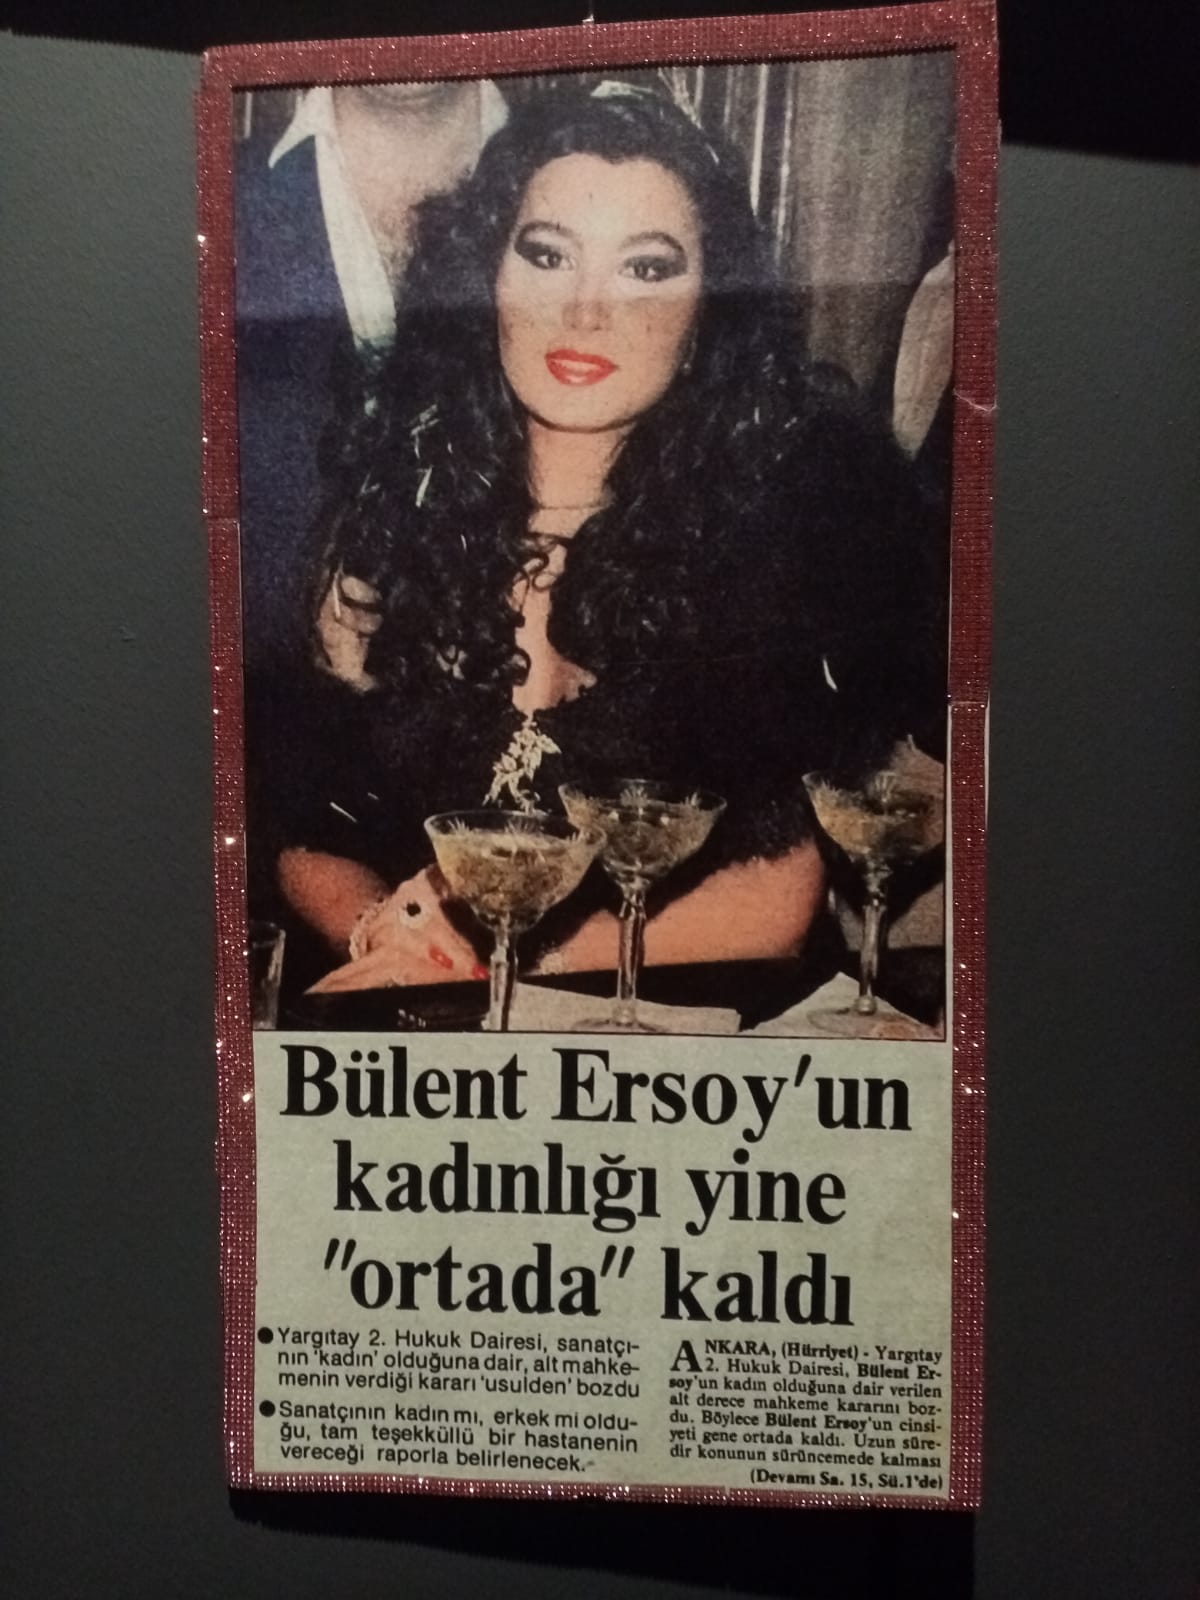 Bülent Ersoy'un
kadınlığı yine
"ortada" kaldı
●Yargıtay 2. Hukuk Dairesi, sanatçı-
nın 'kadın' olduğuna dair, alt mahke-
menin verdiği kararı 'usulden' bozdu
●Sanatçının kadın mı, erkek mi oldu-
ğu, tam teşekküllü bir hastanenin
vereceği raporla belirlenecek.
ANKARA, (Hürriyet) - Yargıtay
2. Hukuk Dairesi, Bülent Er-
soy'un kadın olduğuna dair verilen
alt derece mahkeme kararını boz-
du. Böylece Bülent Ersoy'un cinsi-
yeti gene ortada kaldı. Uzun süre-
dir konunun sürüncemede kalması
(Devamı Sa. 15, Sü.1'de)